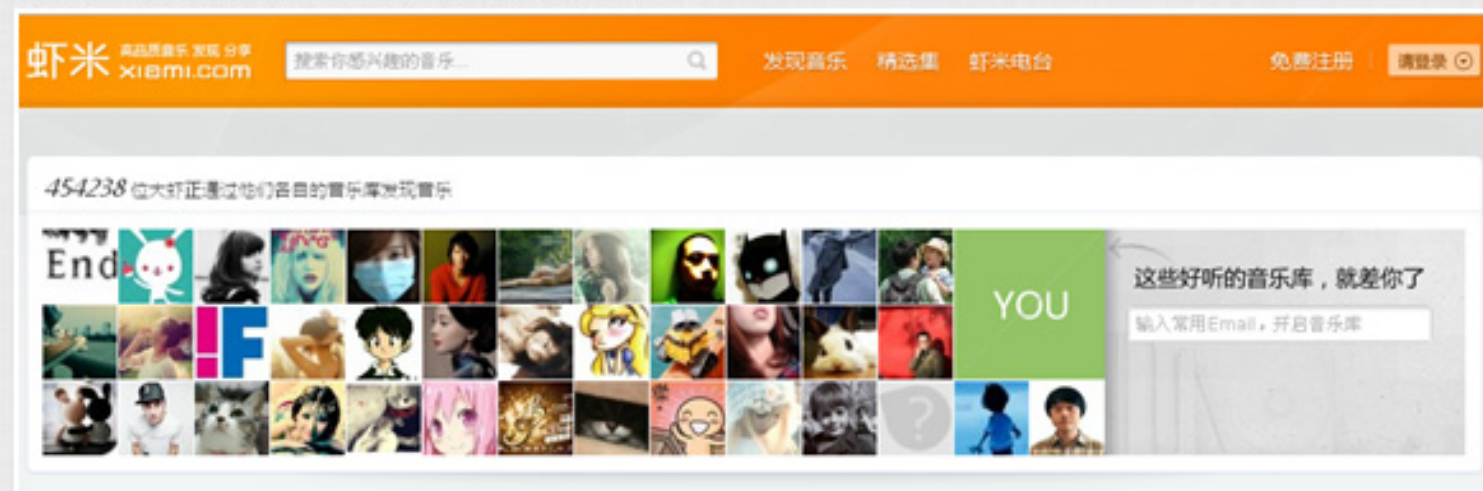 虾米 高品质音乐 发现 分享
xiami.com
搜索你感兴趣的音乐...
发现音乐 精选集 虾米电台
免费注册 请登录
454238 位大虾正通过他们各自的音乐库发现音乐
End
YOU
这些好听的音乐库，就差你了
输入常用Email，开启音乐库
!F
?